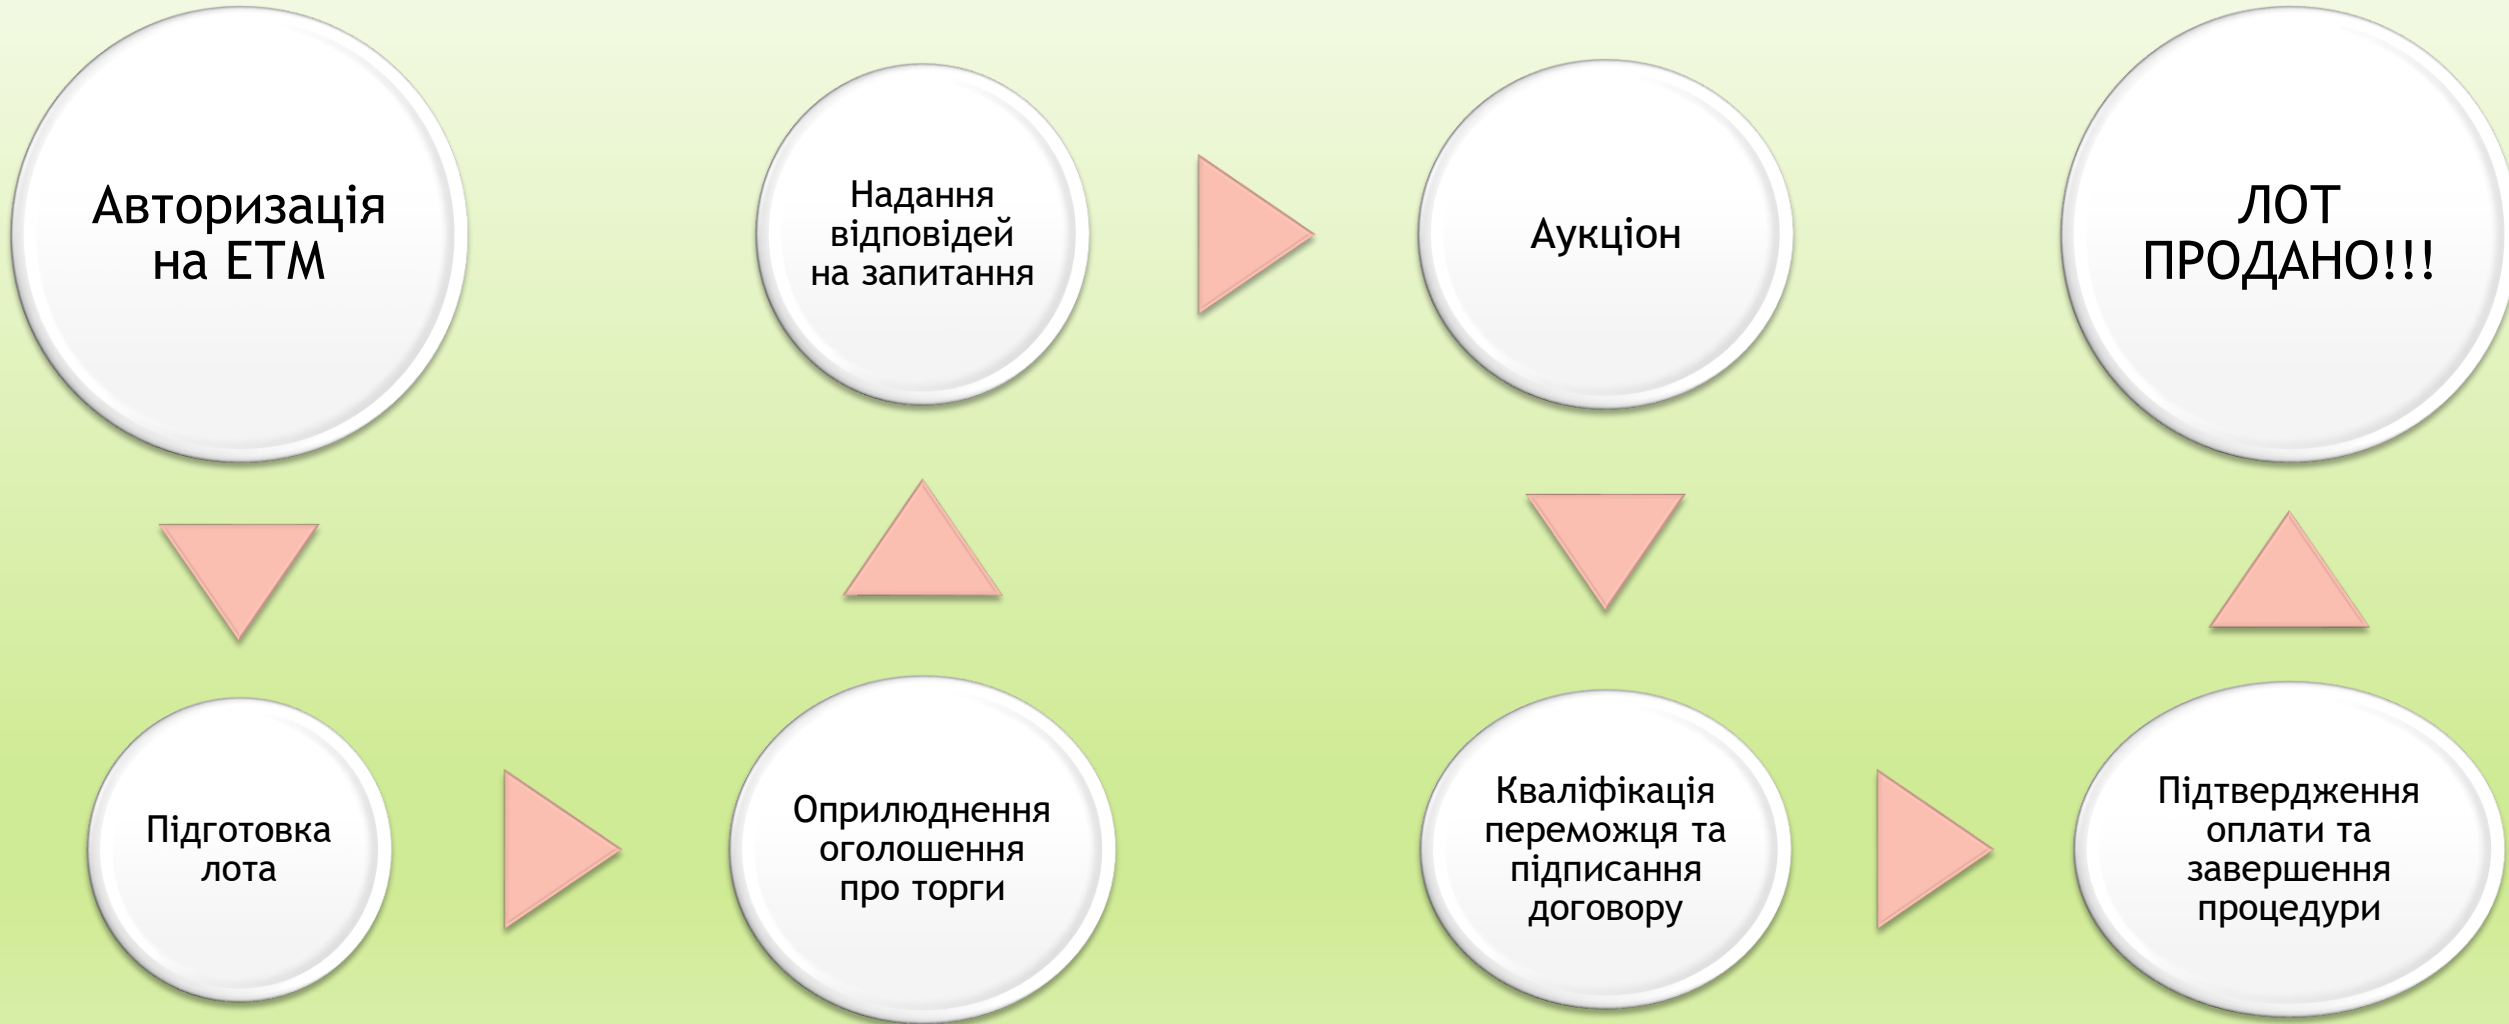 Авторизація
на ЕТМ
Підготовка
лота
Оприлюднення
оголошення
про торги
Надання
відповідей
на запитання
Аукціон
Кваліфікація
переможця та
підписання
договору
Підтвердження
оплати та
завершення
процедури
ЛОТ
ПРОДАНО!!!